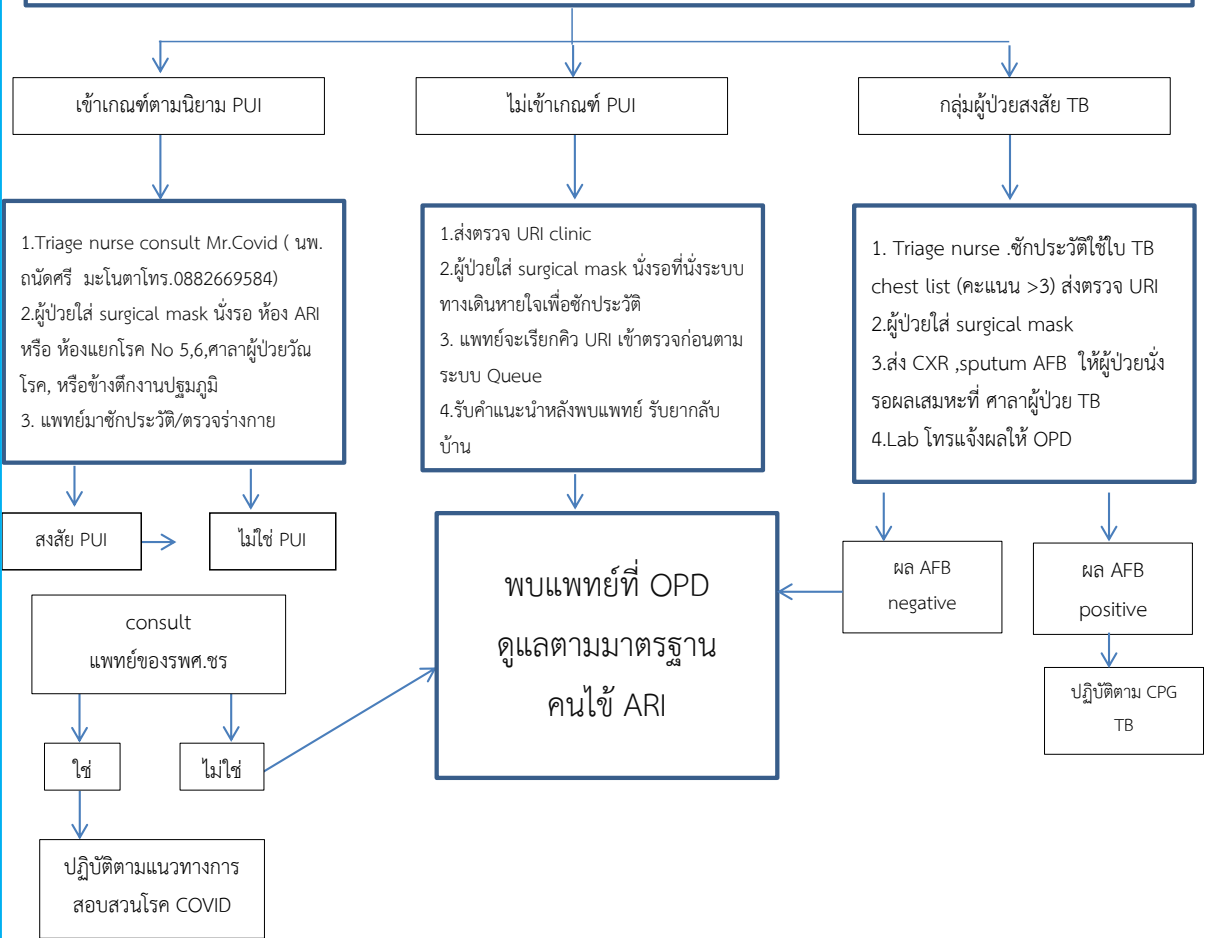 เข้าเกณฑ์ตามนิยาม PUI
ไม่เข้าเกณฑ์ PUI
กลุ่มผู้ป่วยสงสัย TB
1.Triage nurse consult Mr.Covid ( นพ.
ถนัดศรี มะโนตาโทร.0882669584)
2.ผู้ป่วยใส่ surgical mask นั่งรอ ห้อง ARI
หรือ ห้องแยกโรค No 5,6,ศาลาผู้ป่วยวัณ
โรค, หรือข้างตึกงานปฐมภูมิ
3. แพทย์มาซักประวัติ/ตรวจร่างกาย
1.ส่งตรวจ URI clinic
2.ผู้ป่วยใส่ surgical mask นั่งรอที่นั่งระบบ
ทางเดินหายใจเพื่อซักประวัติ
3. แพทย์จะเรียกคิว URI เข้าตรวจก่อนตาม
ระบบ Queue
4.รับคำแนะนำหลังพบแพทย์ รับยากลับ
บ้าน
1. Triage nurse .ซักประวัติใช้ใบ TB
chest list (คะแนน >3) ส่งตรวจ URI
2.ผู้ป่วยใส่ surgical mask
3.ส่ง CXR ,sputum AFB ให้ผู้ป่วยนั่ง
รอผลเสมหะที่ ศาลาผู้ป่วย TB
4.Lab โทรแจ้งผลให้ OPD
สงสัย PUI
ไม่ใช่ PUI
consult
แพทย์ของรพศ.ชร
ใช่
ไม่ใช่
ปฏิบัติตามแนวทางการ
สอบสวนโรค COVID
พบแพทย์ที่ OPD
ดูแลตามมาตรฐาน
คนไข้ ARI
ผล AFB
negative
ผล AFB
positive
ปฏิบัติตาม CPG
TB